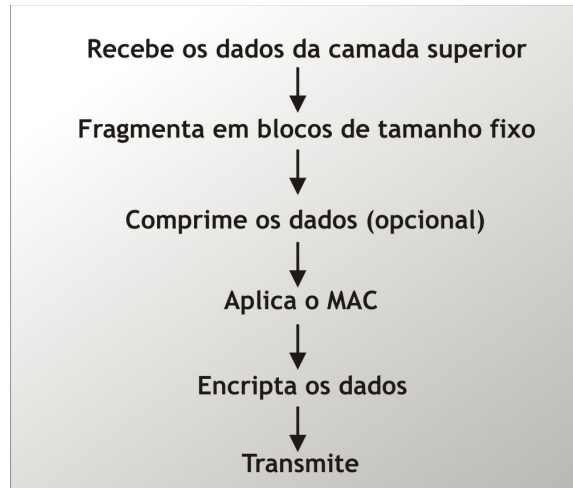 Recebe os dados da camada superior
Fragmenta em blocos de tamanho fixo
Comprime os dados (opcional)
Aplica o MAC
Encripta os dados
Transmite